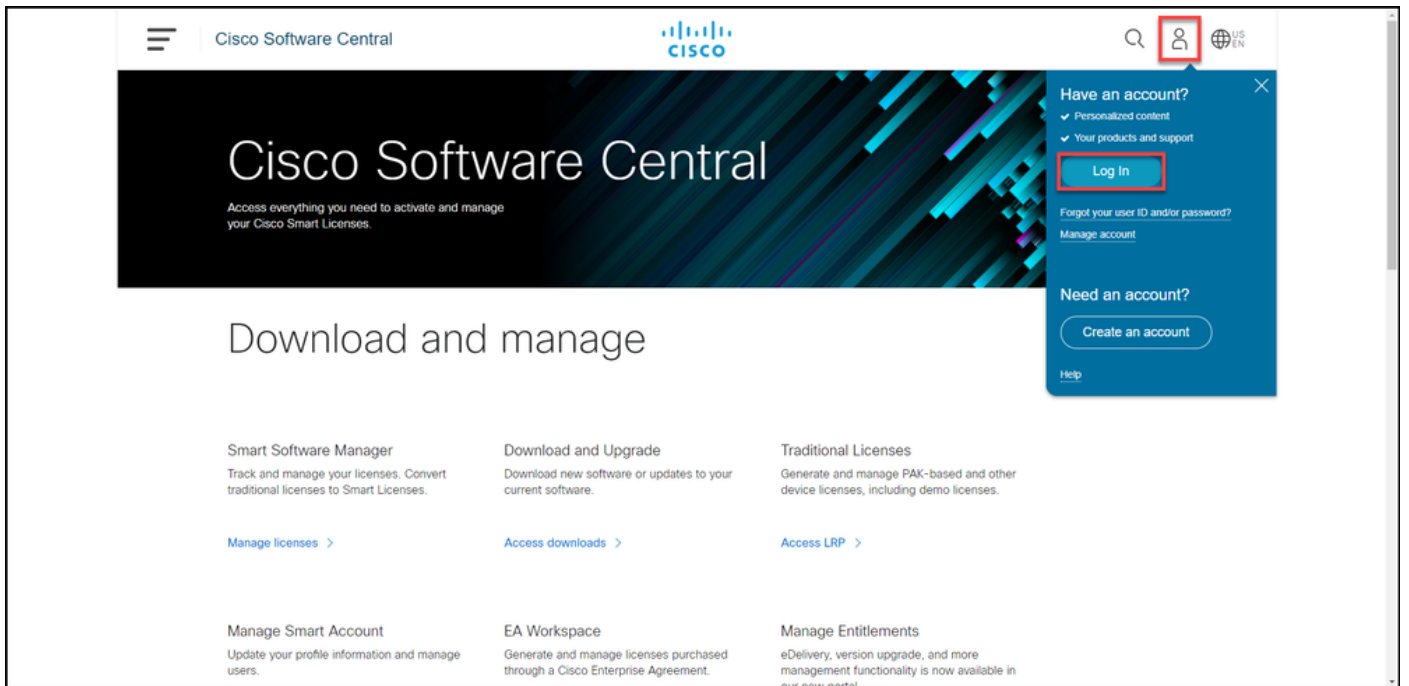 Cisco Software Central
CISCO
US
EN
Cisco Software Central
Access everything you need to activate and manage
your Cisco Smart Licenses.
Have an account?
Personalized content
Your products and support
Log In
Forgot your user ID and/or password?
Manage account
Need an account?
Create an account
Help
Download and manage
Smart Software Manager
Track and manage your licenses. Convert
traditional licenses to Smart Licenses.
Manage licenses
Download and Upgrade
Download new software or updates to your
current software.
Access downloads
Traditional Licenses
Generate and manage PAK-based and other
device licenses, including demo licenses.
Access LRP
Manage Smart Account
Update your profile information and manage
users.
EA Workspace
Generate and manage licenses purchased
through a Cisco Enterprise Agreement.
Manage Entitlements
eDelivery, version upgrade, and more
management functionality is now available in
our new portal